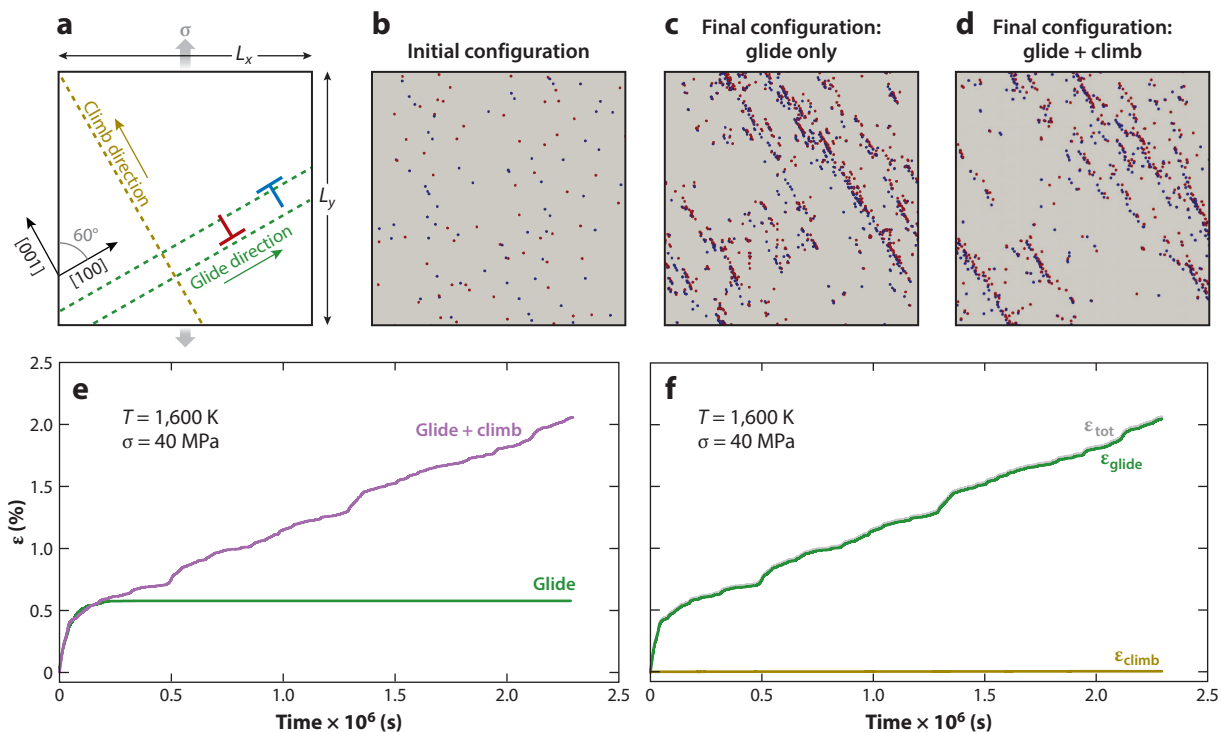 a
σ
Lx
Ly
Climb direction
Glide direction
60°
[001]
[100]
b
Initial configuration
c
Final configuration:
glide only
d
Final configuration:
glide + climb
e
T = 1,600 K
σ = 40 MPa
Glide + climb
Glide
ε (%)
2.5
2.0
1.5
1.0
0.5
0
0
0.5
1.0
1.5
2.0
2.5
Time × 10⁶ (s)
f
T = 1,600 K
σ = 40 MPa
εtot
εglide
εclimb
0
0.5
1.0
1.5
2.0
2.5
Time × 10⁶ (s)